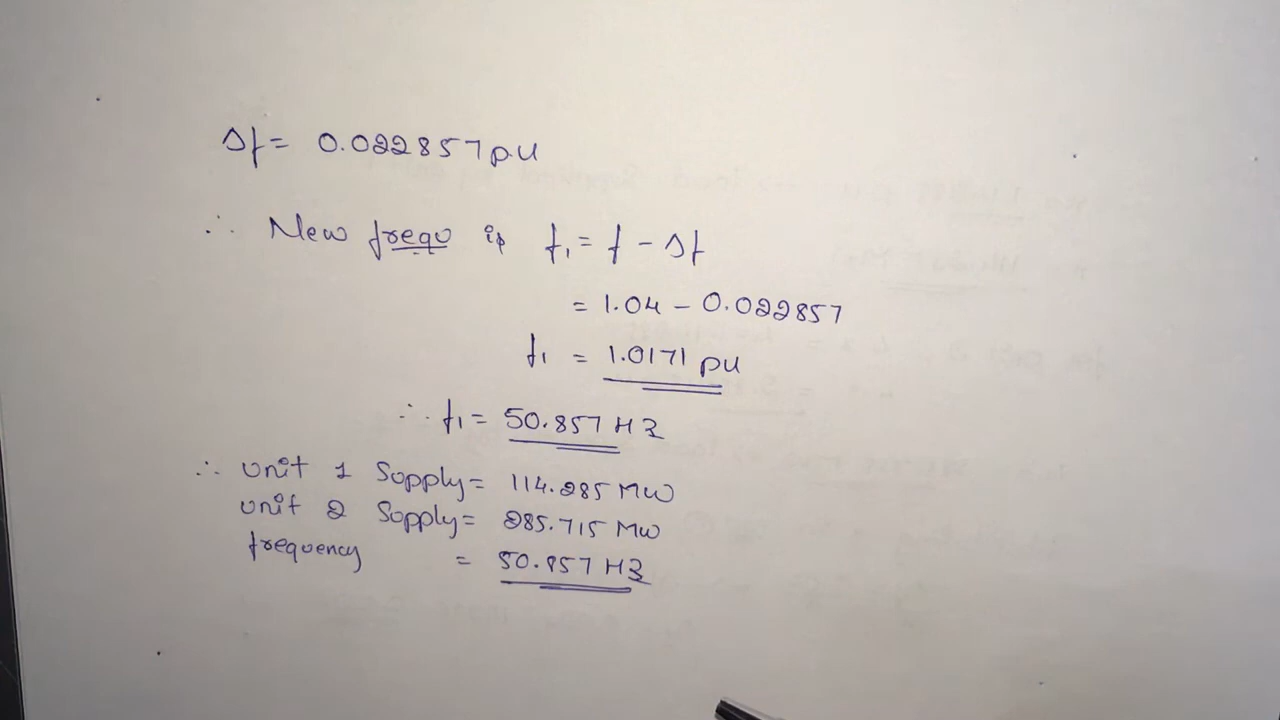 Δf = 0.022857 pu
∴ New frequ is f₁ = f - Δf
= 1.04 - 0.022857
f₁ = 1.0171 pu
∴ f₁ = 50.857 HZ
∴ unit 1 Supply = 114.285 MW
unit 2 Supply = 285.715 MW
frequency = 50.857 HZ